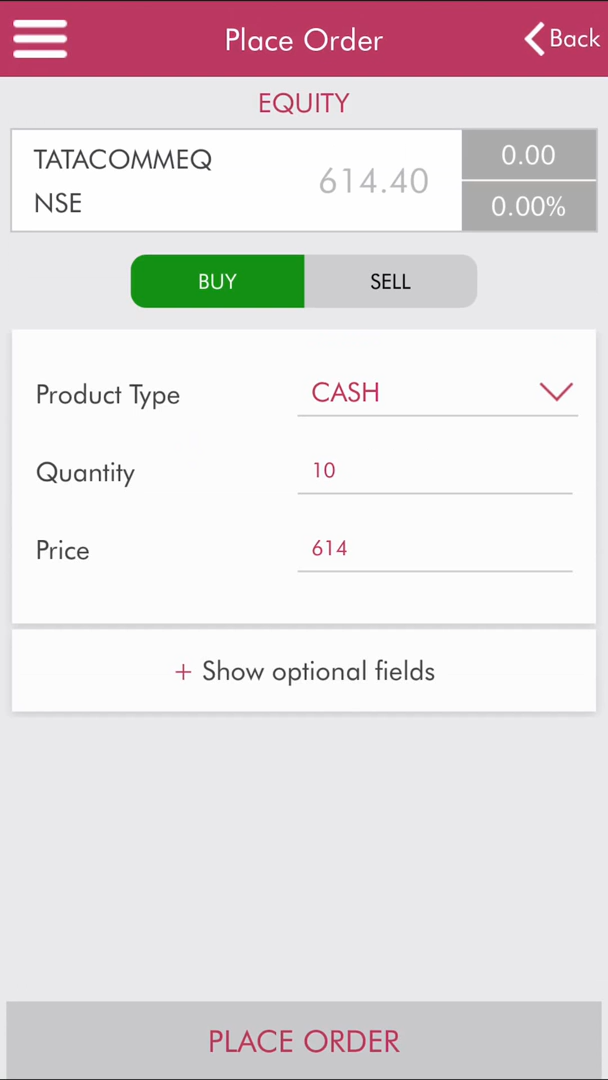 Place Order
Back
EQUITY
TATACOMMEQ
NSE
614.40
0.00
0.00%
BUY
SELL
Product Type
CASH
Quantity
10
Price
614
+ Show optional fields
PLACE ORDER